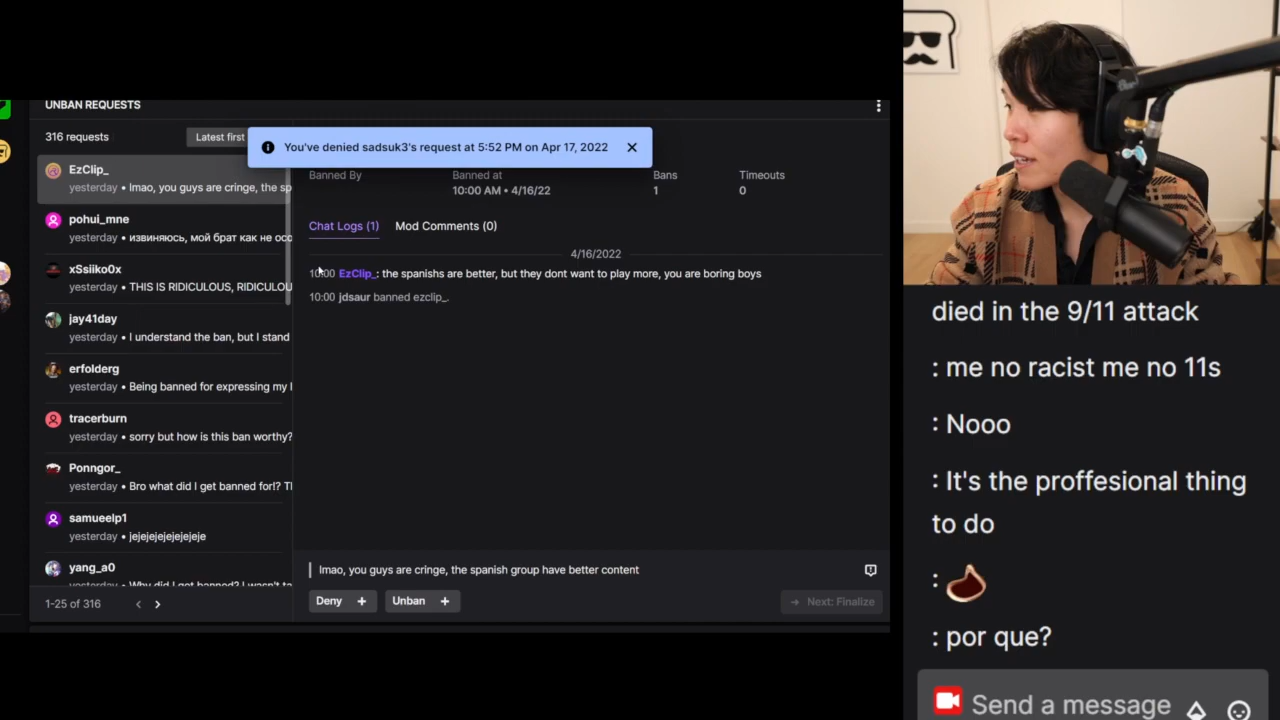 UNBAN REQUESTS
316 requests
Latest first
You've denied sadsuk3's request at 5:52 PM on Apr 17, 2022
EzClip_
yesterday • lmao, you guys are cringe, the sp
pohui_mne
yesterday • извиняюсь, мой брат как не осо
xSsiiko0x
yesterday • THIS IS RIDICULOUS, RIDICULOU
jay41day
yesterday • I understand the ban, but I stand
erfolderg
yesterday • Being banned for expressing my
tracerburn
yesterday • sorry but how is this ban worthy?
Ponngor_
yesterday • Bro what did I get banned for!? T
samueelp1
yesterday • jejejejejejejeje
yang_a0
yesterday • Why did I get banned? I wasn't
1-25 of 316
Banned By
Banned at
Bans
Timeouts
10:00 AM • 4/16/22
1
0
Chat Logs (1)
Mod Comments (0)
4/16/2022
10:00 EzClip_: the spanishs are better, but they dont want to play more, you are boring boys
10:00 jdsaur banned ezclip_.
lmao, you guys are cringe, the spanish group have better content
Deny +
Unban +
→ Next: Finalize
died in the 9/11 attack
: me no racist me no 11s
: Nooo
: It's the proffesional thing
to do
:
: por que?
Send a message